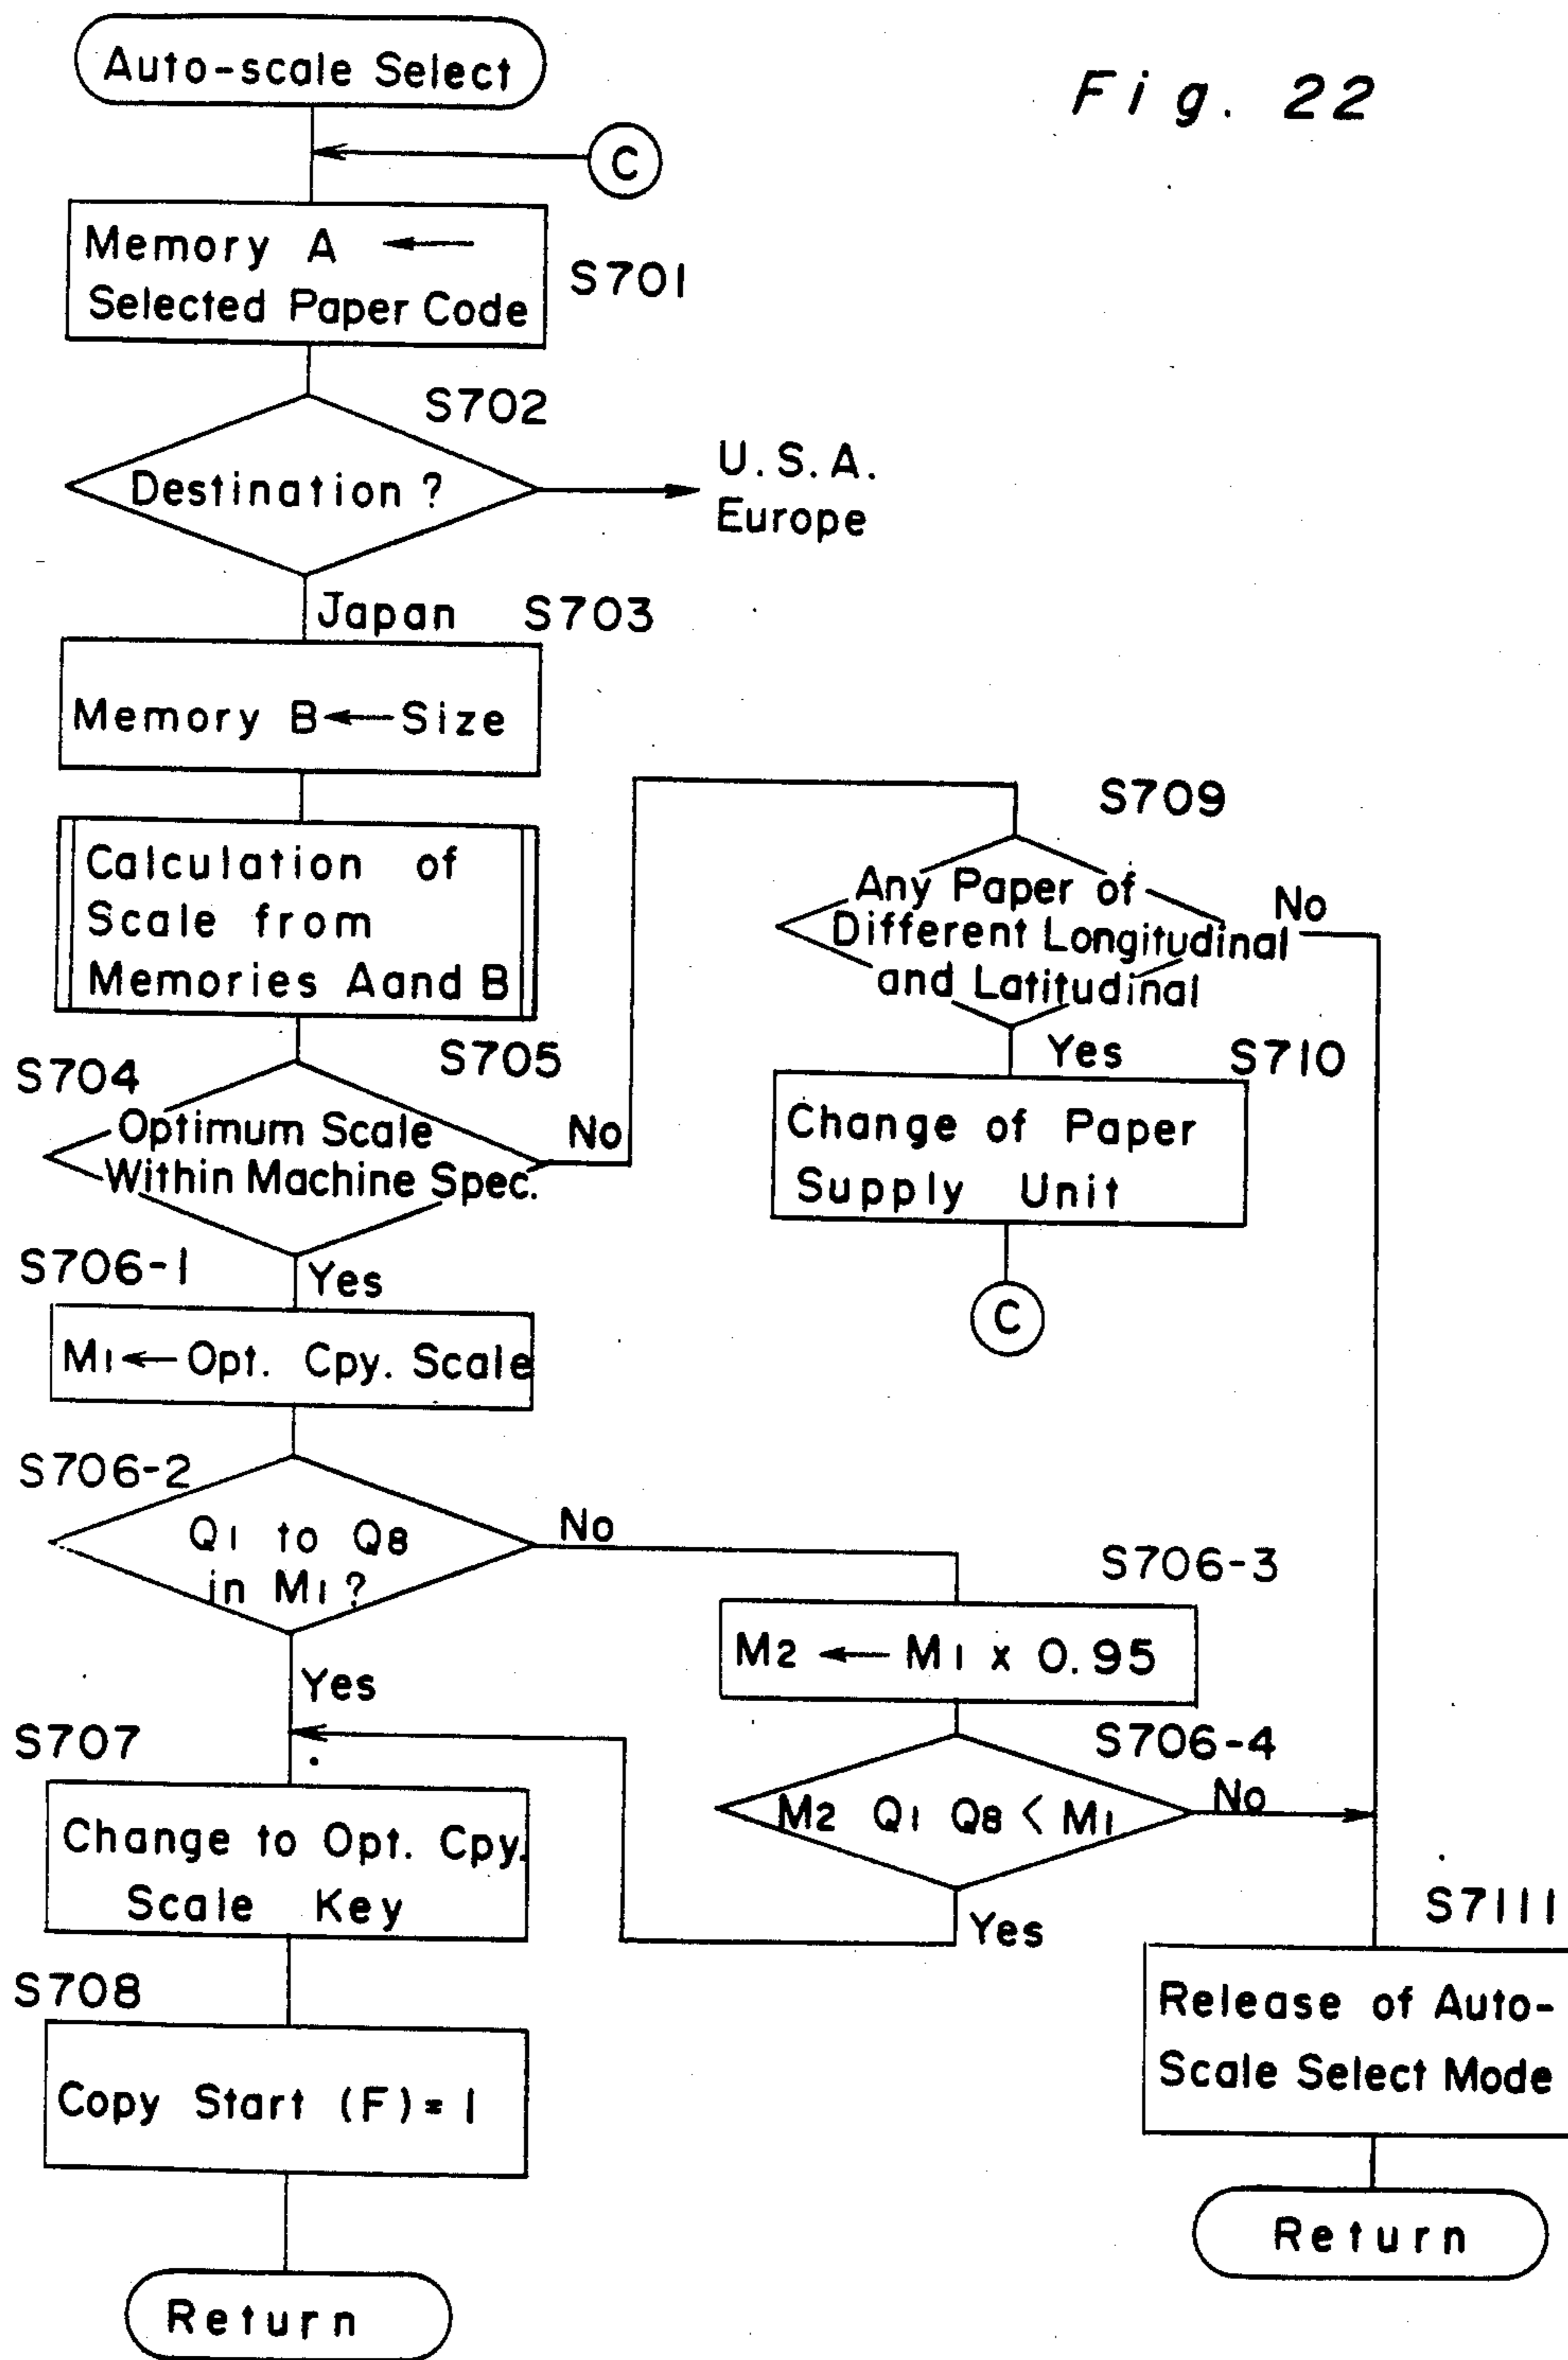 Fig. 22
Auto-scale Select
C
Memory A ←
Selected Paper Code
S701
S702
Destination ?
U.S.A.
Europe
Japan
S703
Memory B←Size
Calculation of
Scale from
Memories A and B
S704
S705
Optimum Scale
Within Machine Spec.
No
S709
Any Paper of
Different Longitudinal
and Latitudinal
No
Yes
S710
Change of Paper
Supply Unit
C
S706-1
Yes
M1←Opt. Cpy. Scale
S706-2
Q1 to Q8
in M1?
No
S706-3
M2 ← M1 x 0.95
Yes
S706-4
M2 Q1 Q8 < M1
No
Yes
S707
Change to Opt. Cpy.
Scale Key
S708
Copy Start (F)=1
Return
S7111
Release of Auto-
Scale Select Mode
Return